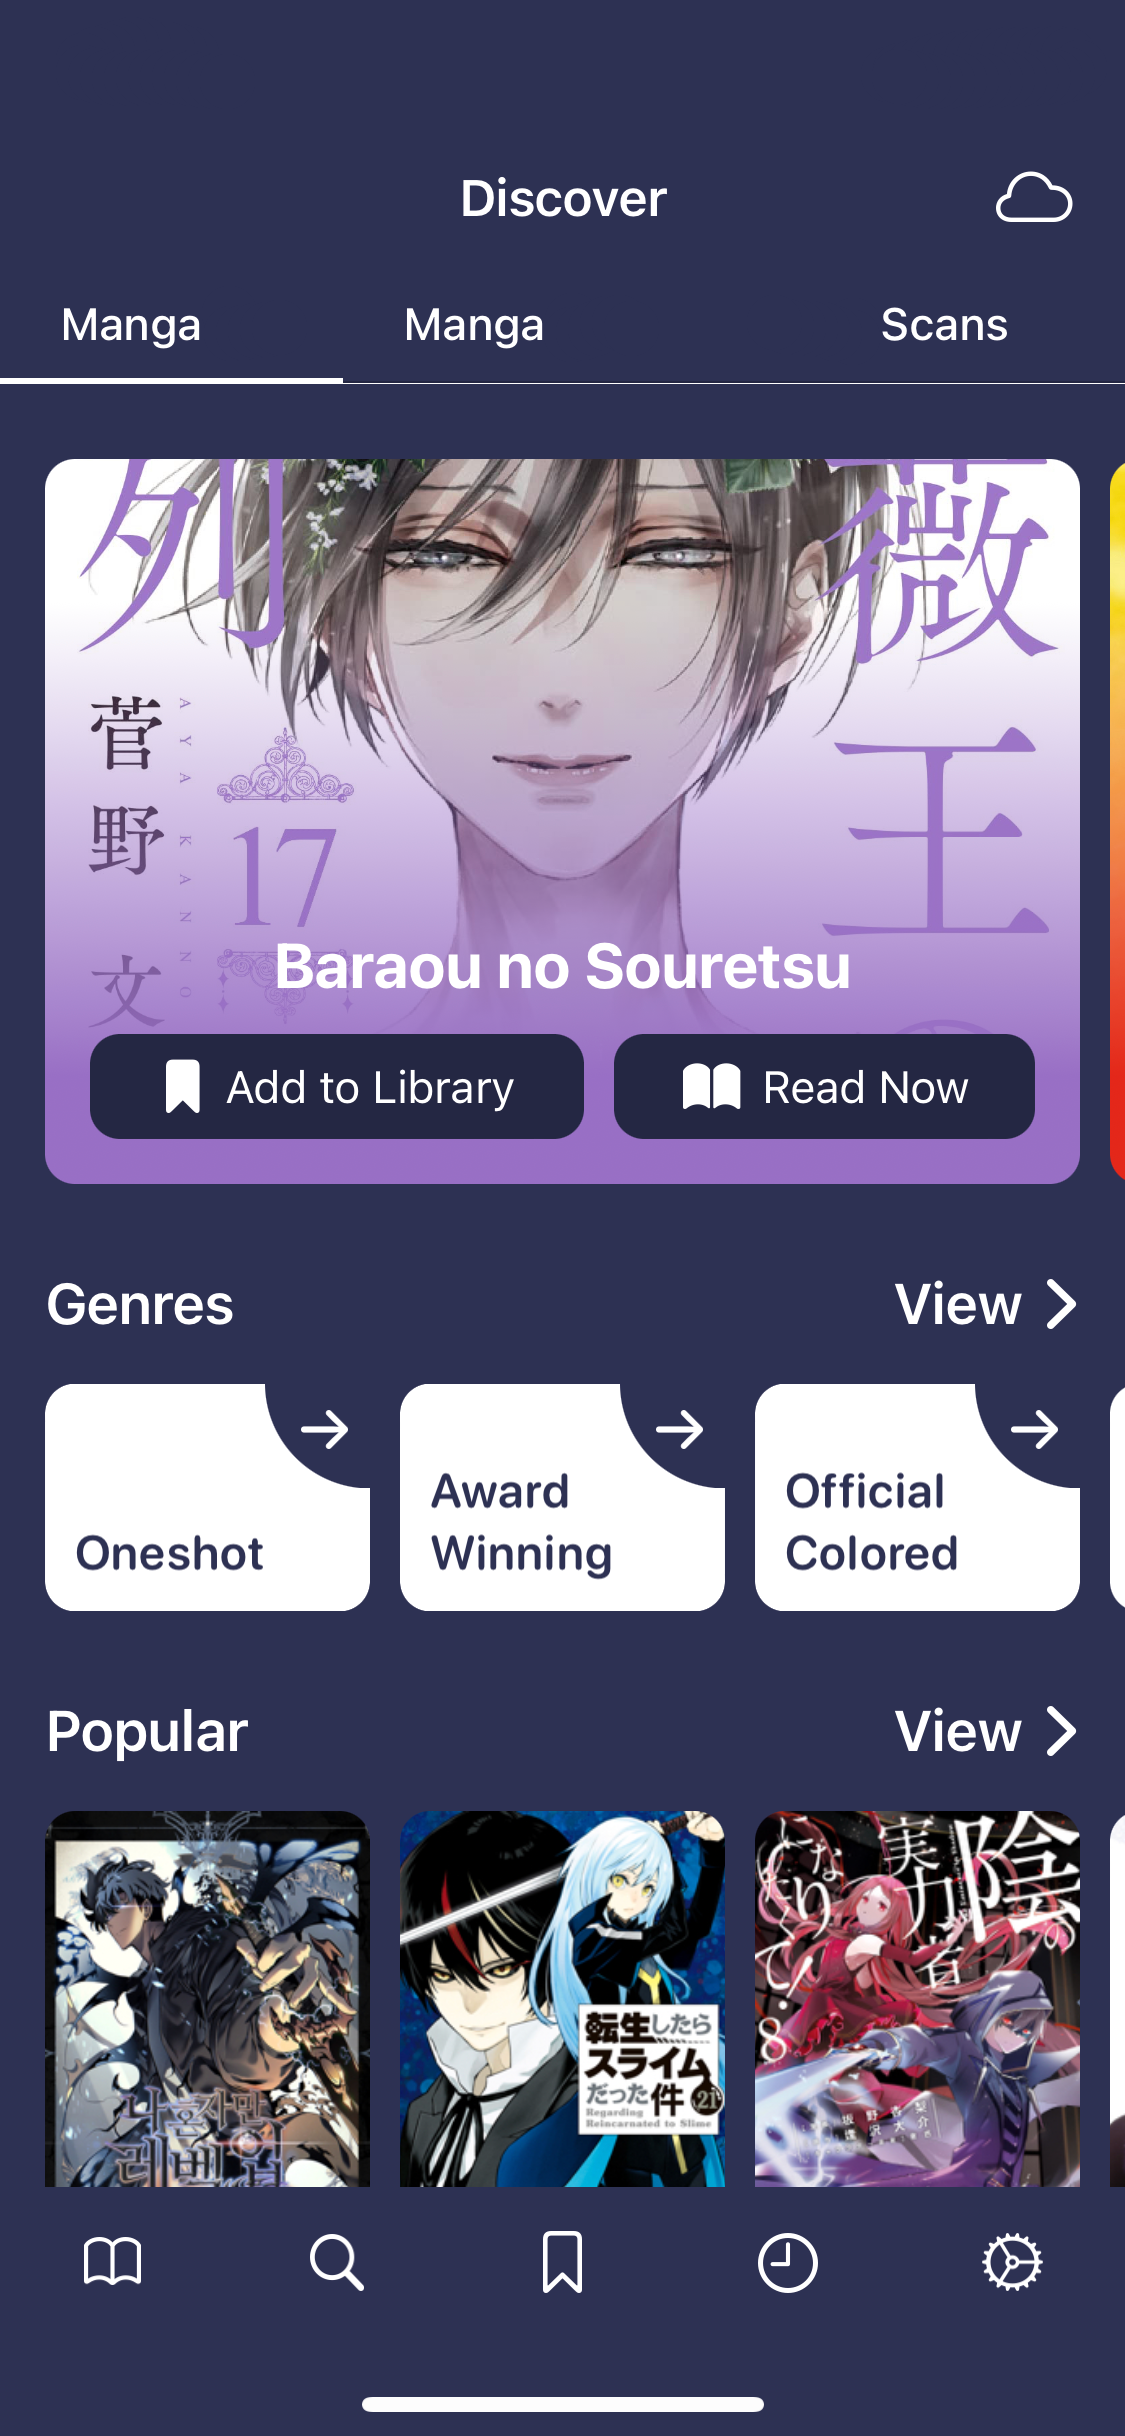 Discover
Manga
Manga
Scans
列
薇
王
菅野 文
AYA KANNO
17
Baraou no Souretsu
Add to Library
Read Now
Genres
View
Oneshot
Award
Winning
Official
Colored
Popular
View
나 혼자만
레벨업
転生したら
スライム
だった件
21
Regarding
Reincarnated to Slime
陰の
実力者
に
なりたくて!
8